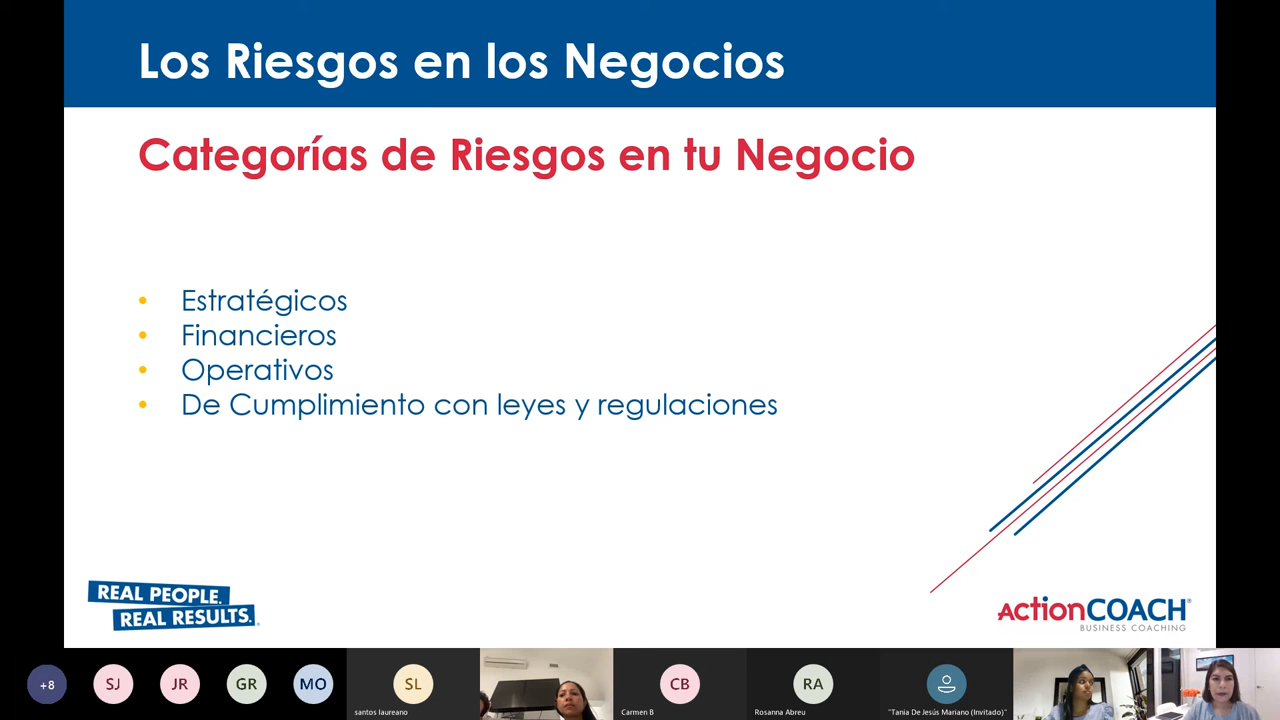 Los Riesgos en los Negocios
Categorías de Riesgos en tu Negocio
• Estratégicos
• Financieros
• Operativos
• De Cumplimiento con leyes y regulaciones
REAL PEOPLE.
REAL RESULTS.
ActionCOACH®
BUSINESS COACHING
+8
SJ
JR
GR
MO
SL
CB
RA
santos laureano
Carmen B
Rosanna Abreu
"Tania De Jesús Mariano (Invitado)"